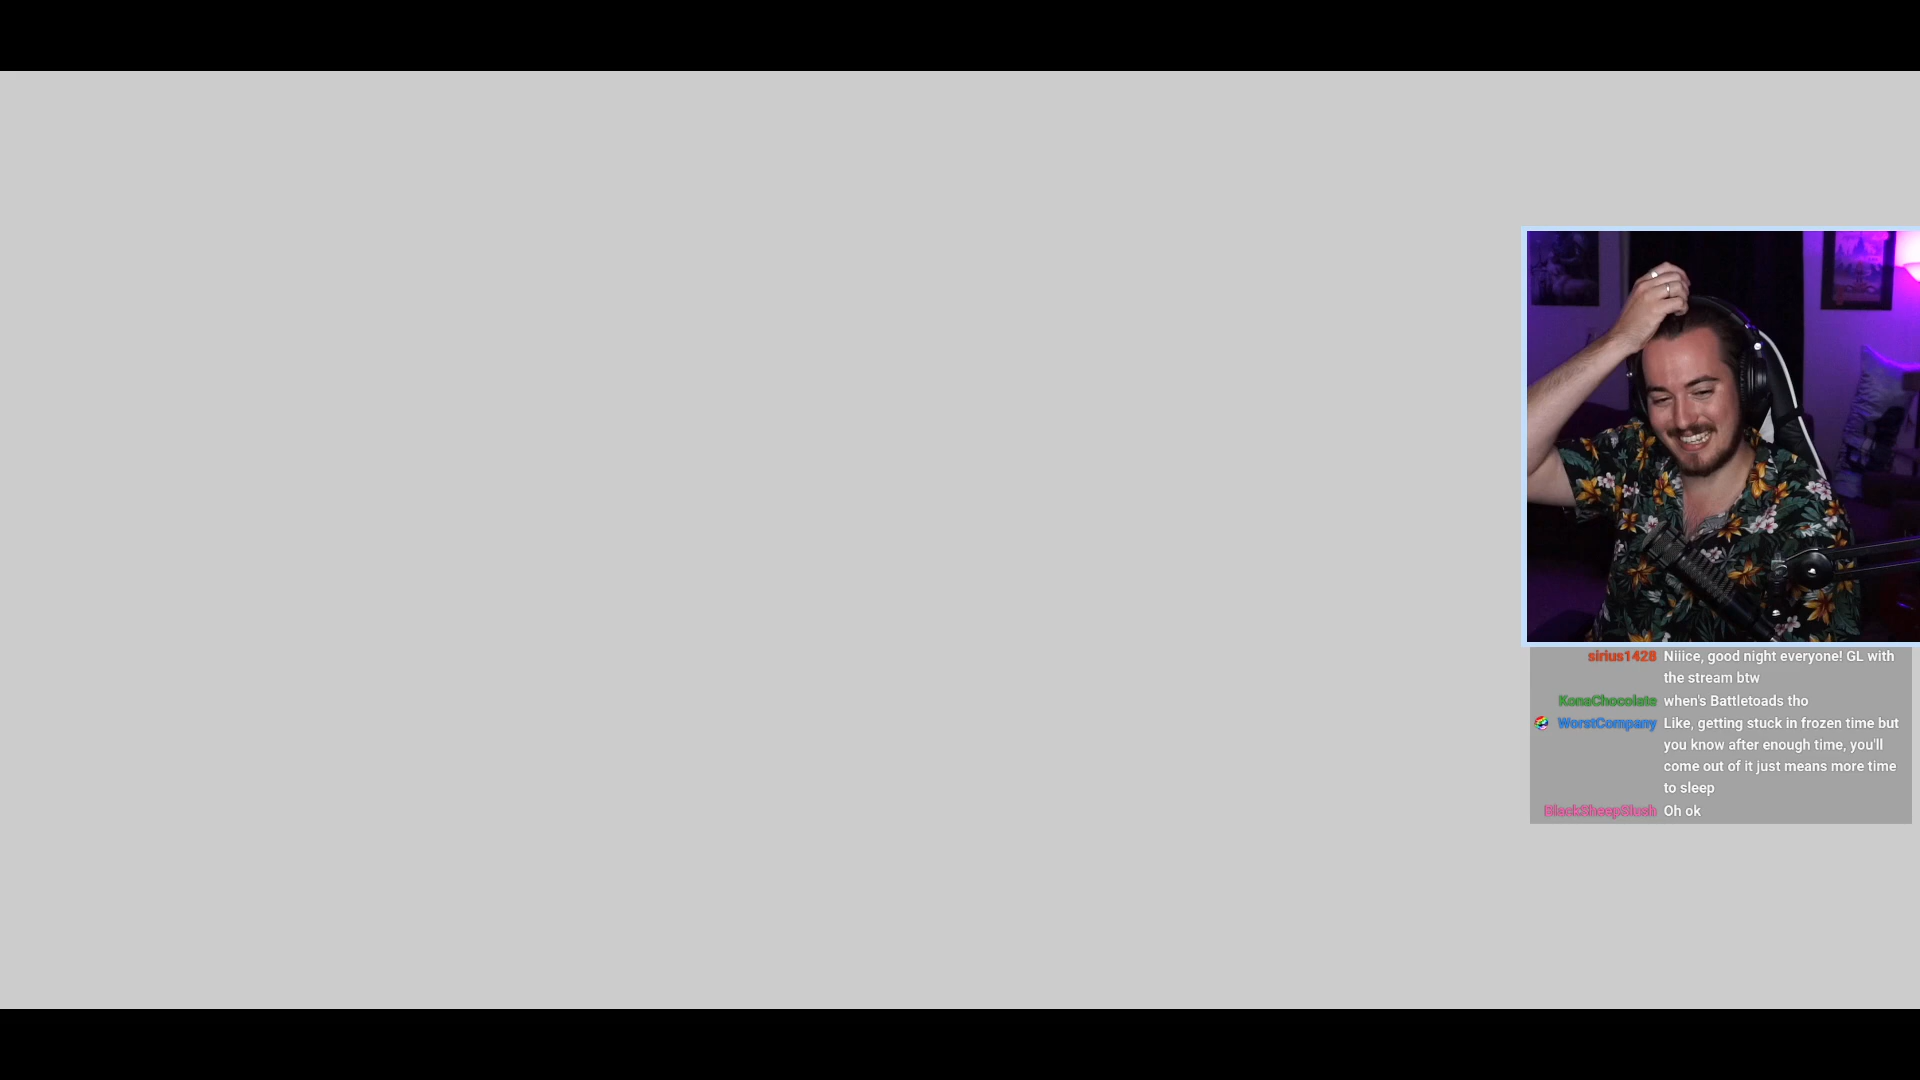 sirius1428 Niiice, good night everyone! GL with
the stream btw
KonaChocolate when's Battletoads tho
WorstCompany Like, getting stuck in frozen time but
you know after enough time, you'll
come out of it just means more time
to sleep
BlackSheepSlush Oh ok